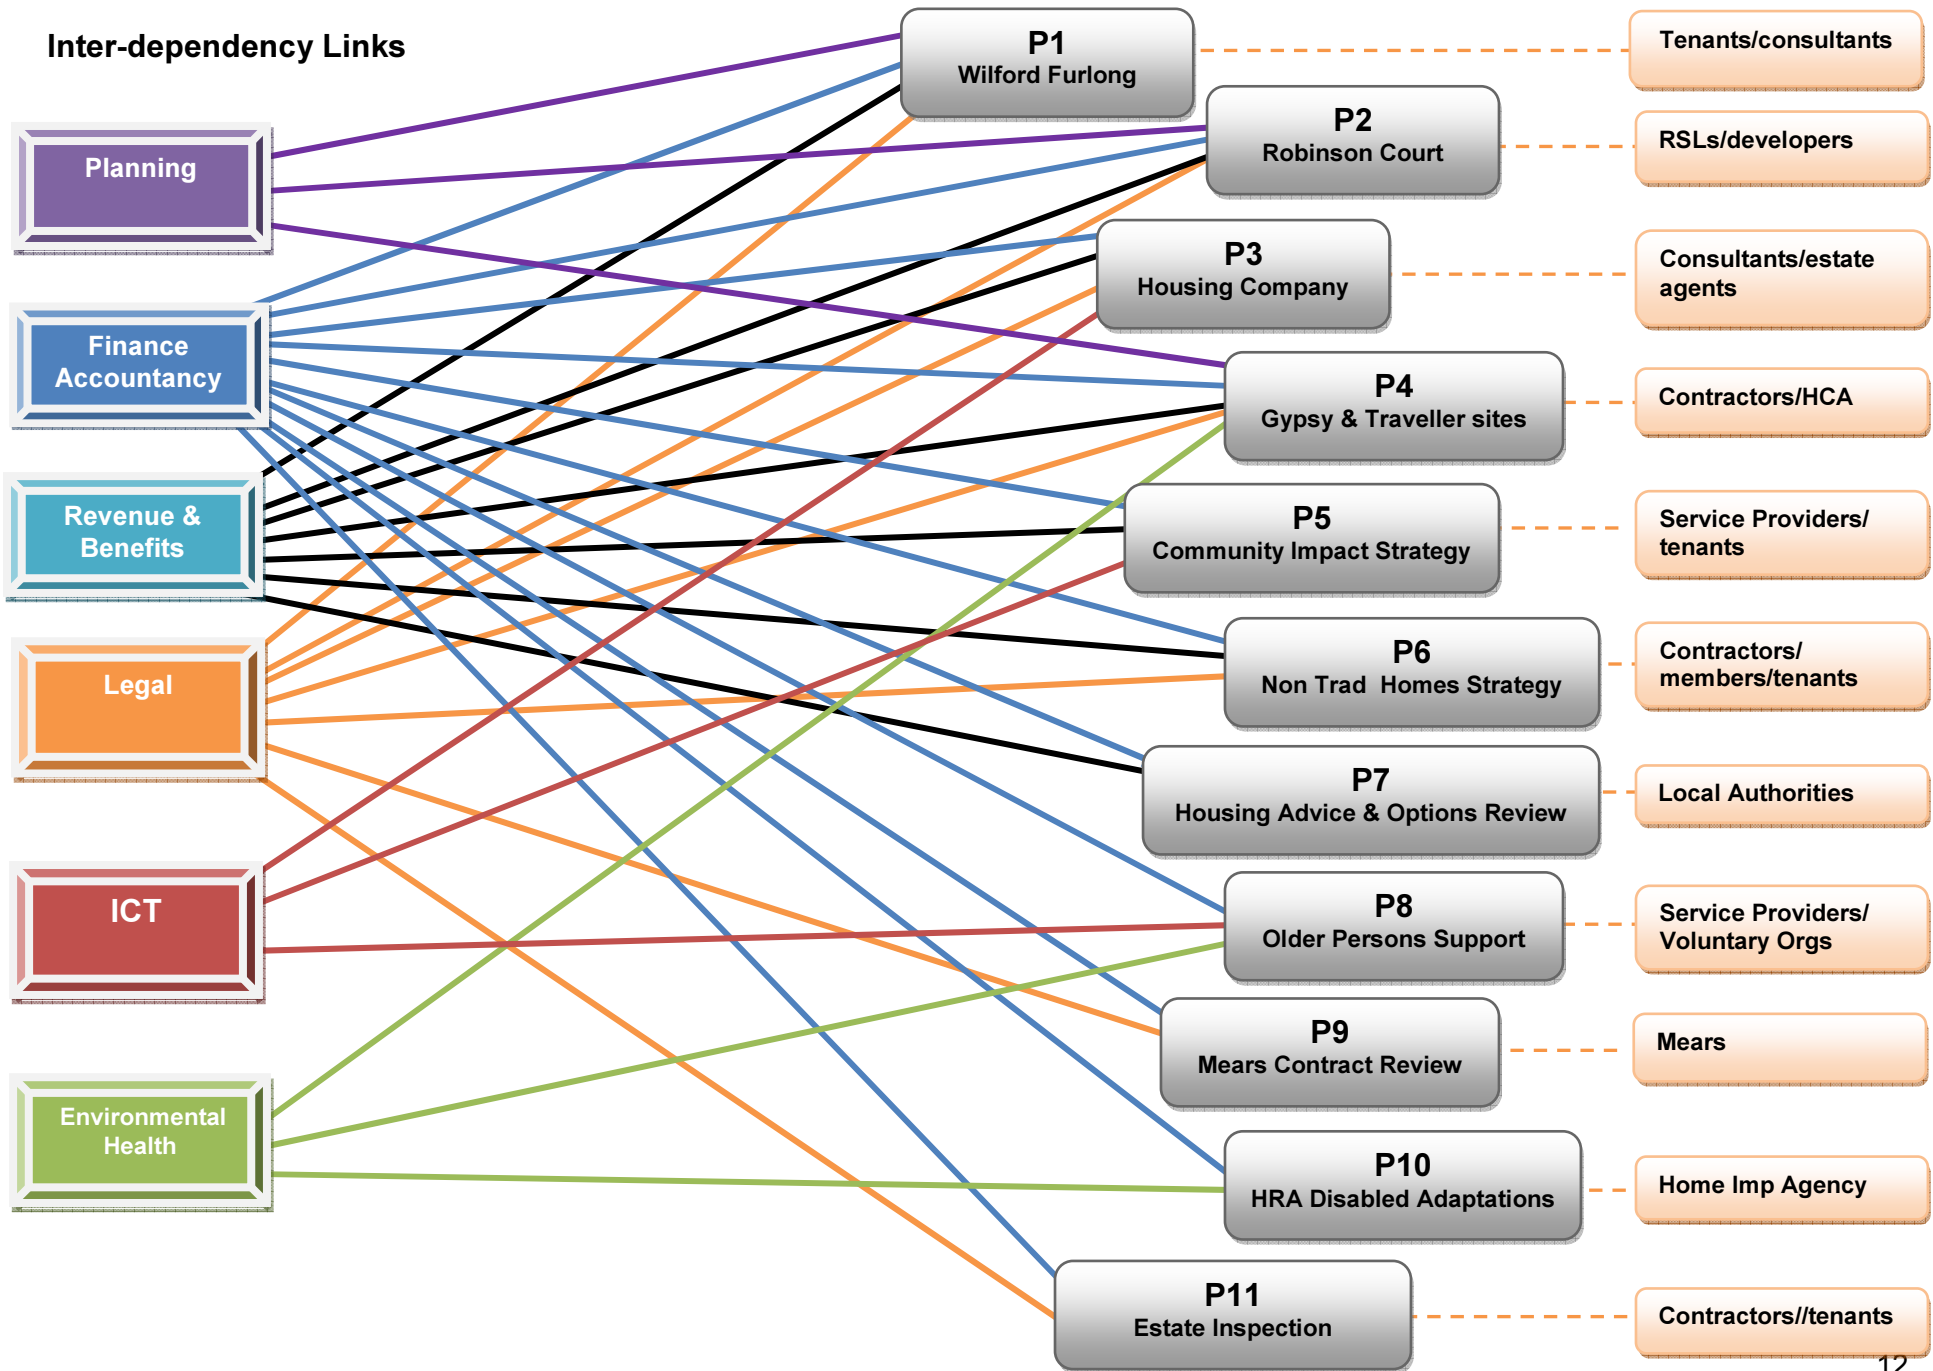 Inter-dependency Links
Planning
Finance
Accountancy
Revenue &
Benefits
Legal
ICT
Environmental
Health
P1
Wilford Furlong
P2
Robinson Court
P3
Housing Company
P4
Gypsy & Traveller sites
P5
Community Impact Strategy
P6
Non Trad  Homes Strategy
P7
Housing Advice & Options Review
P8
Older Persons Support
P9
Mears Contract Review
P10
HRA Disabled Adaptations
P11
Estate Inspection
Tenants/consultants
RSLs/developers
Consultants/estate
agents
Contractors/HCA
Service Providers/
tenants
Contractors/
members/tenants
Local Authorities
Service Providers/
Voluntary Orgs
Mears
Home Imp Agency
Contractors//tenants
12